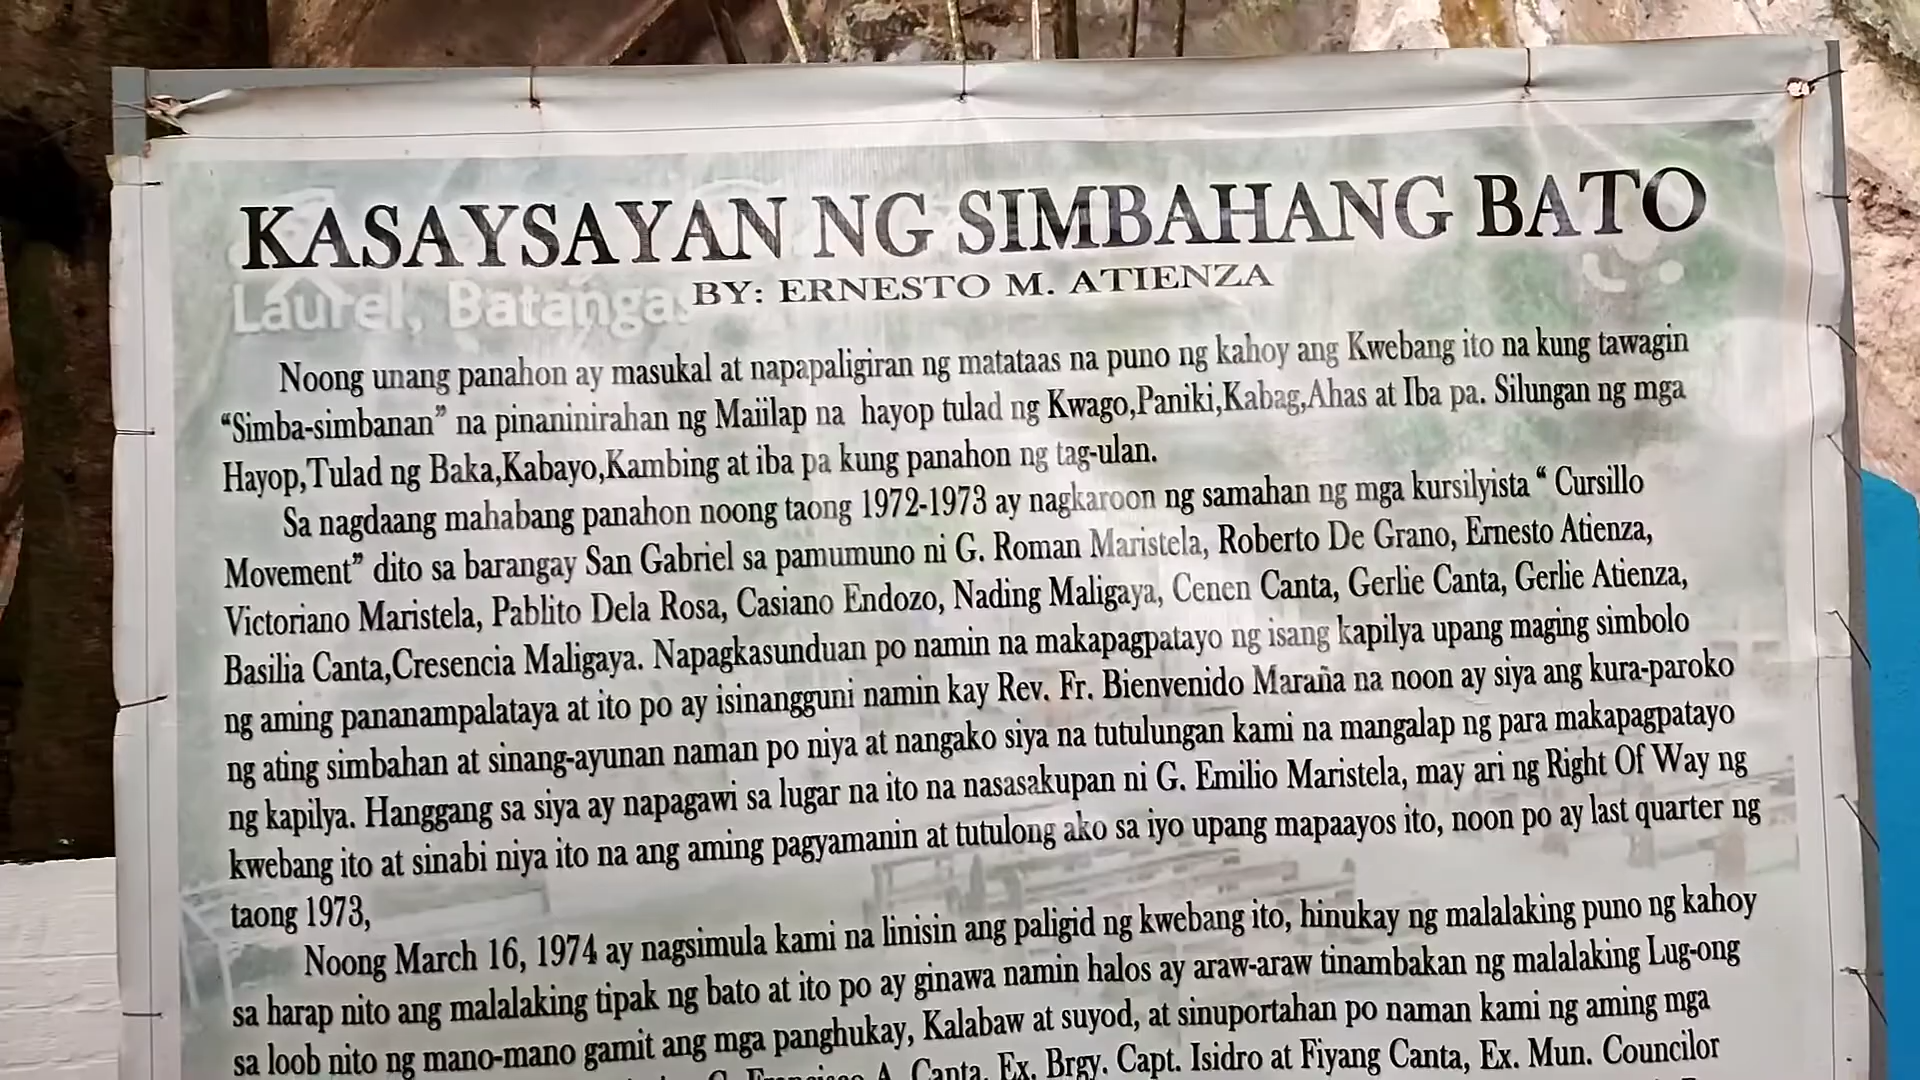 KASAYSAYAN NG SIMBAHANG BATO
Laurel, Batangas
BY: ERNESTO M. ATIENZA
Noong unang panahon ay masukal at napapaligiran ng matataas na puno ng kahoy ang Kwebang ito na kung tawagin
“Simba-simbanan” na pinaninirahan ng Maiilap na hayop tulad ng Kwago,Paniki,Kabag,Ahas at Iba pa. Silungan ng mga
Hayop,Tulad ng Baka,Kabayo,Kambing at iba pa kung panahon ng tag-ulan.
Sa nagdaang mahabang panahon noong taong 1972-1973 ay nagkaroon ng samahan ng mga kursilyista “ Cursillo
Movement” dito sa barangay San Gabriel sa pamumuno ni G. Roman Maristela, Roberto De Grano, Ernesto Atienza,
Victoriano Maristela, Pablito Dela Rosa, Casiano Endozo, Nading Maligaya, Cenen Canta, Gerlie Canta, Gerlie Atienza,
Basilia Canta,Cresencia Maligaya. Napagkasunduan po namin na makapagpatayo ng isang kapilya upang maging simbolo
ng aming pananampalataya at ito po ay isinangguni namin kay Rev. Fr. Bienvenido Maraña na noon ay siya ang kura-paroko
ng ating simbahan at sinang-ayunan naman po niya at nangako siya na tutulungan kami na mangalap ng para makapagpatayo
ng kapilya. Hanggang sa siya ay napagawi sa lugar na ito na nasasakupan ni G. Emilio Maristela, may ari ng Right Of Way ng
kwebang ito at sinabi niya ito na ang aming pagyamanin at tutulong ako sa iyo upang mapaayos ito, noon po ay last quarter ng
taong 1973,
Noong March 16, 1974 ay nagsimula kami na linisin ang paligid ng kwebang ito, hinukay ng malalaking puno ng kahoy
sa harap nito ang malalaking tipak ng bato at ito po ay ginawa namin halos ay araw-araw tinambakan ng malalaking Lug-ong
sa loob nito ng mano-mano gamit ang mga panghukay, Kalabaw at suyod, at sinuportahan po naman kami ng aming mga
G. Francisco A. Canta, Ex. Brgy. Capt. Isidro at Fiyang Canta, Ex. Mun. Councilor